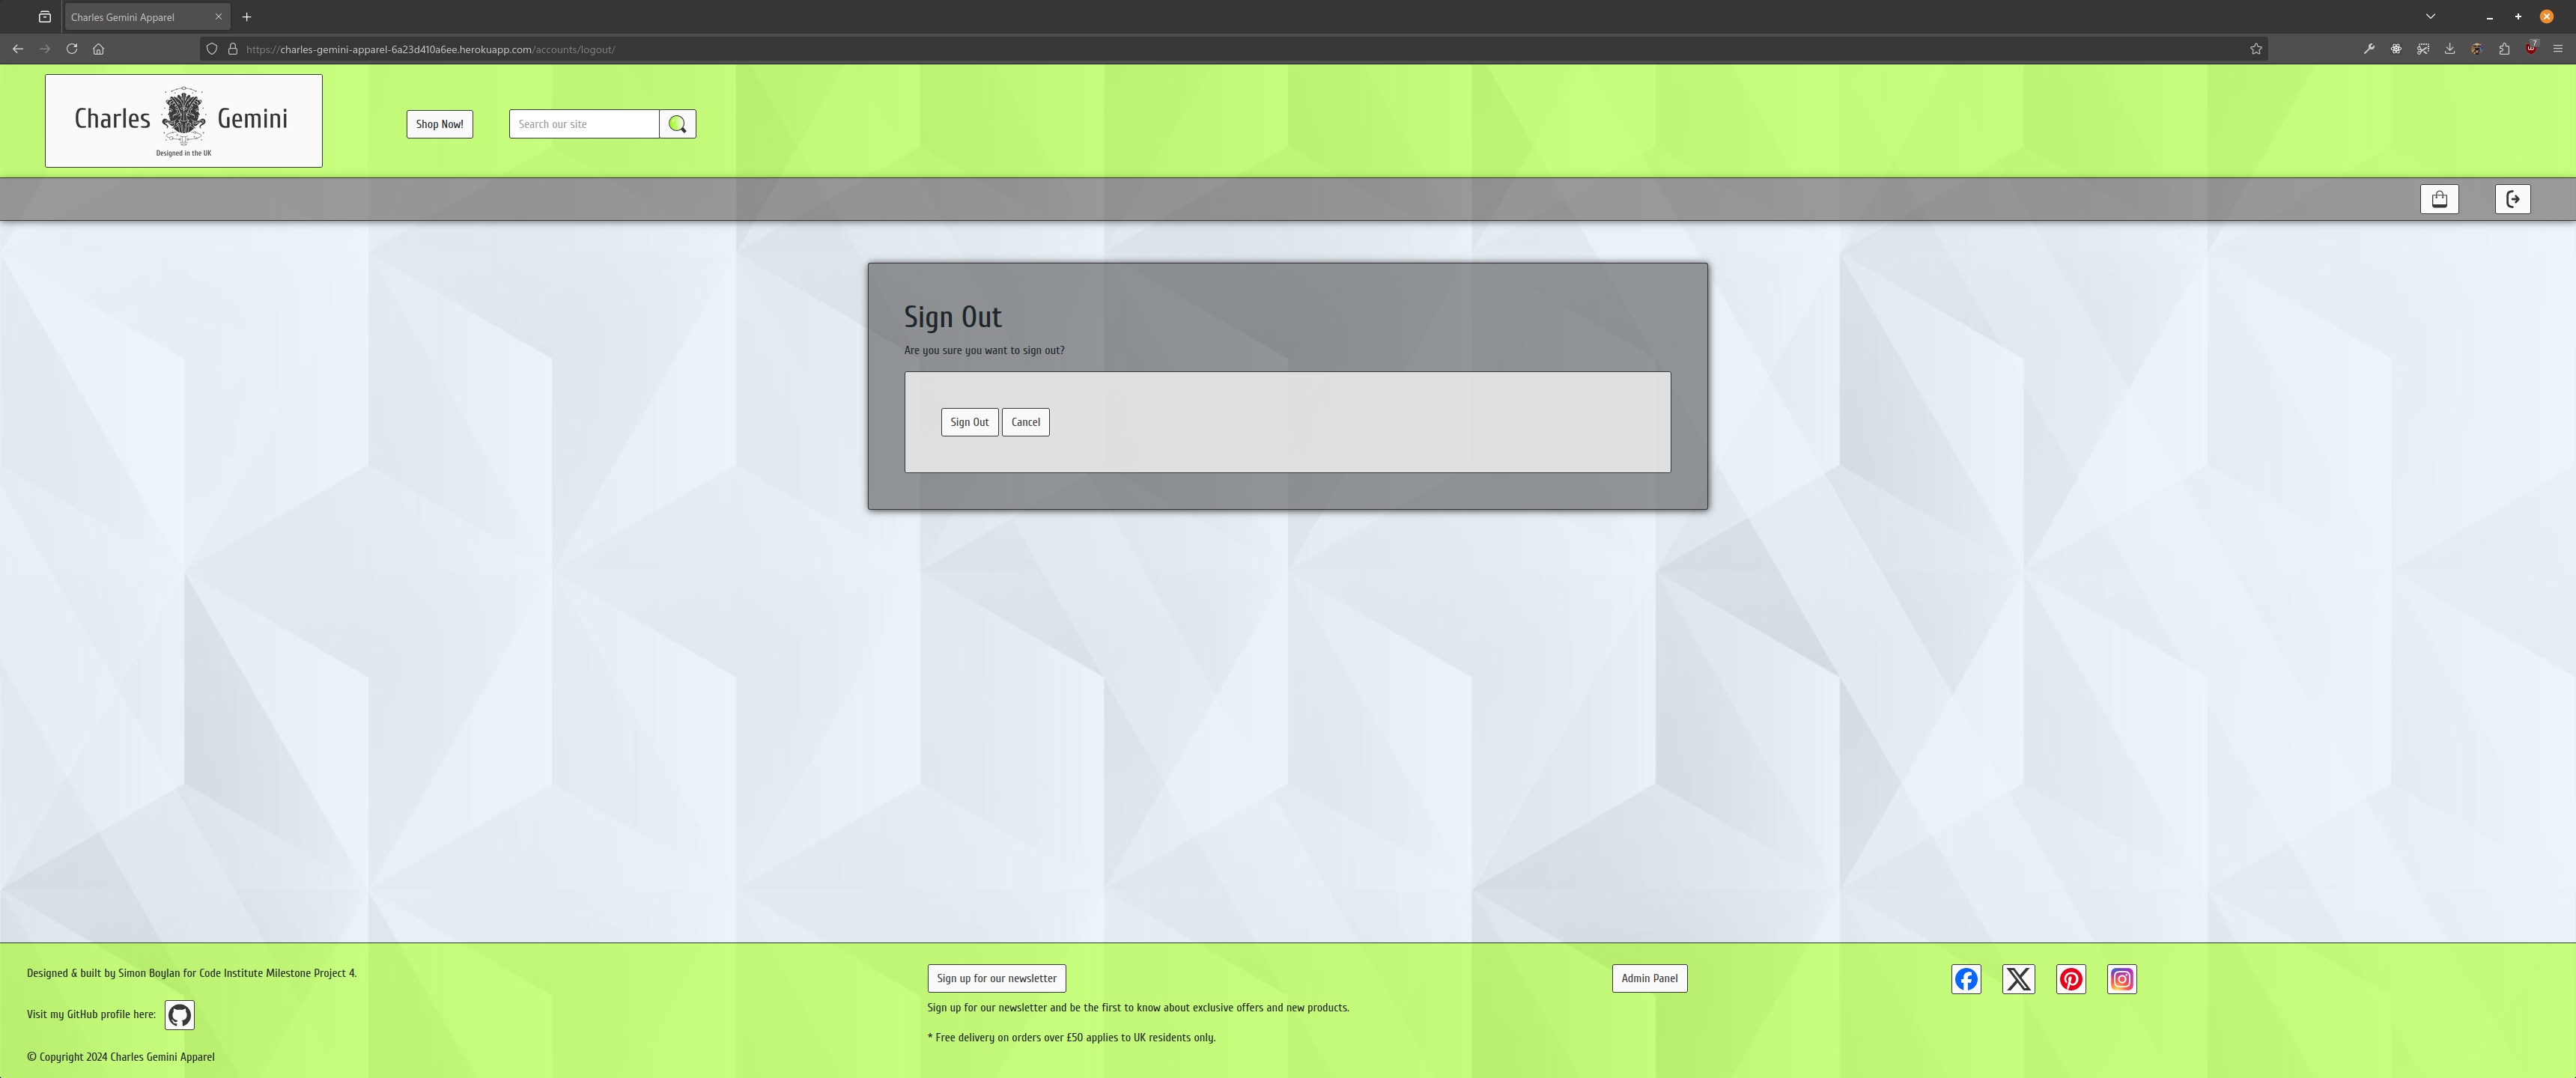 Charles Gemini Apparel
https://charles-gemini-apparel-6a23d410a6ee.herokuapp.com/accounts/logout/
7
Charles Gemini
Designed in the UK
Shop Now!
Search our site
Sign Out
Are you sure you want to sign out?
Sign Out
Cancel
Designed & built by Simon Boylan for Code Institute Milestone Project 4.
Visit my GitHub profile here:
© Copyright 2024 Charles Gemini Apparel
Sign up for our newsletter
Sign up for our newsletter and be the first to know about exclusive offers and new products.
* Free delivery on orders over £50 applies to UK residents only.
Admin Panel